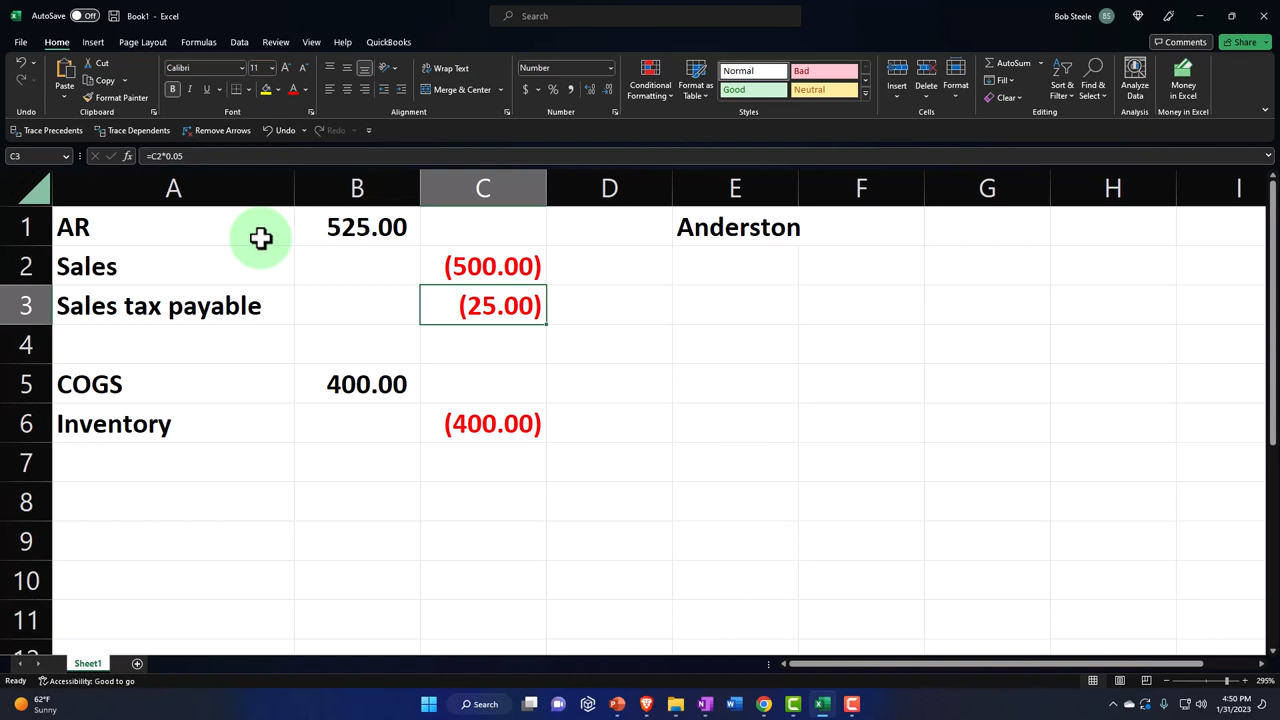 AutoSave Off Book1 - Excel Search Bob Steele BS
File Home Insert Page Layout Formulas Data Review View Help QuickBooks Comments Share
Cut Calibri 11 Wrap Text Number Normal Bad AutoSum
Copy Fill
Paste Format Painter B I U A Merge & Center $ % Conditional Formatting Format as Table Good Neutral Insert Delete Format Clear Sort & Filter Find & Select Analyze Data Money in Excel
Undo Clipboard Font Alignment Number Styles Cells Editing Analysis Money in Excel
Trace Precedents Trace Dependents Remove Arrows Undo Redo
C3 fx =C2*0.05
A B C D E F G H I
1 AR 525.00 Anderston
2 Sales (500.00)
3 Sales tax payable (25.00)
4
5 COGS 400.00
6 Inventory (400.00)
7
8
9
10
11
Sheet1
Ready Accessibility: Good to go 295%
62°F Search 4:50 PM
Sunny 1/31/2023